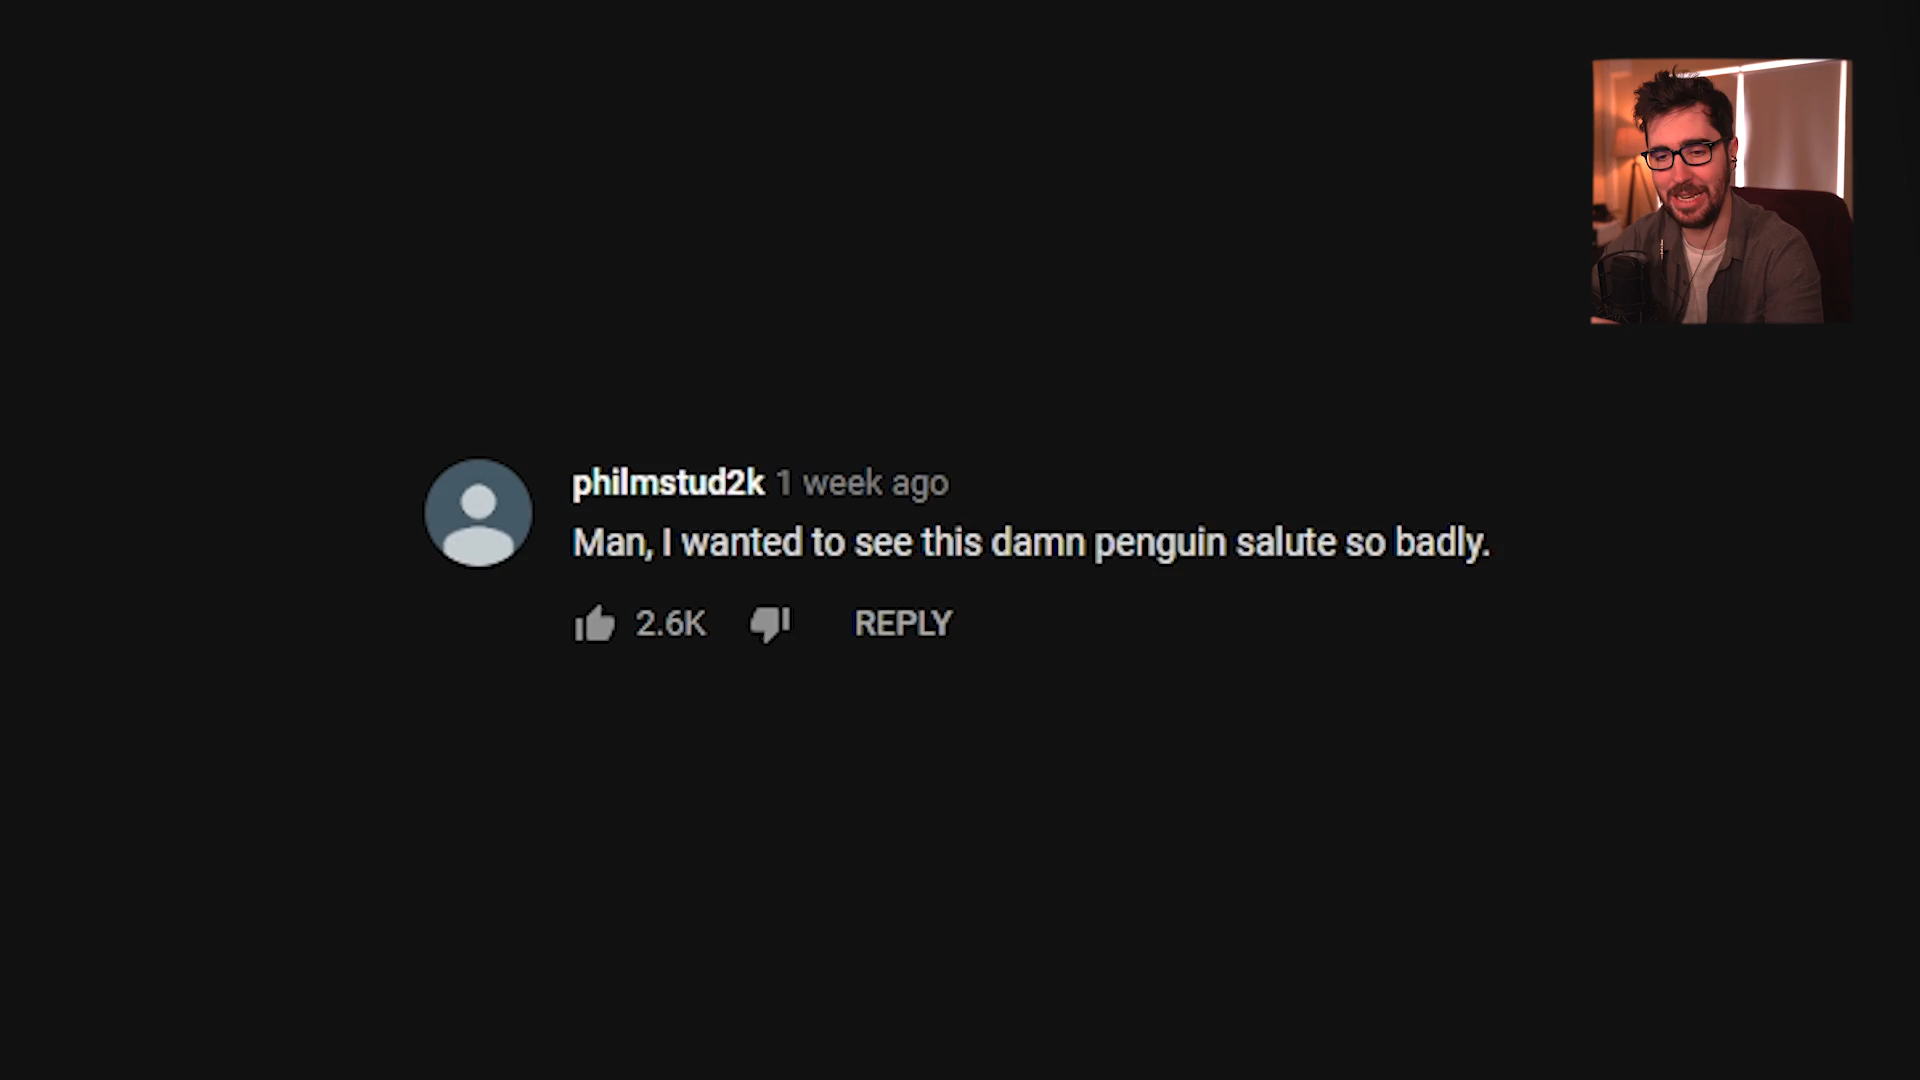 philmstud2k 1 week ago
Man, I wanted to see this damn penguin salute so badly.
2.6K REPLY